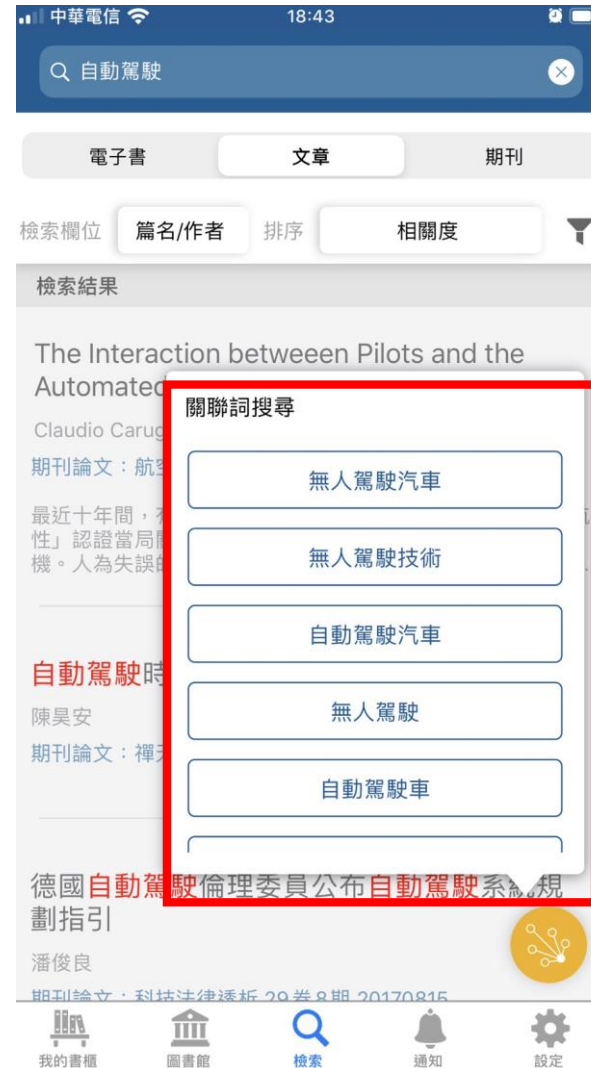 中華電信
18:43
自動駕駛
電子書
文章
期刊
檢索欄位
篇名/作者
排序
相關度
檢索結果
The Interaction betweeen Pilots and the
Automated
Claudio Carug
期刊論文：航空
最近十年間，有
性」認證當局
機。人為失誤
關聯詞搜尋
無人駕駛汽車
無人駕駛技術
自動駕駛汽車
無人駕駛
自動駕駛車
自動駕駛時
陳昊安
期刊論文：禪天
德國自動駕駛倫理委員公布自動駕駛系統規
劃指引
潘俊良
期刊論文：科技法律透析 29卷8期 20170815
我的書櫃
圖書館
檢索
通知
設定